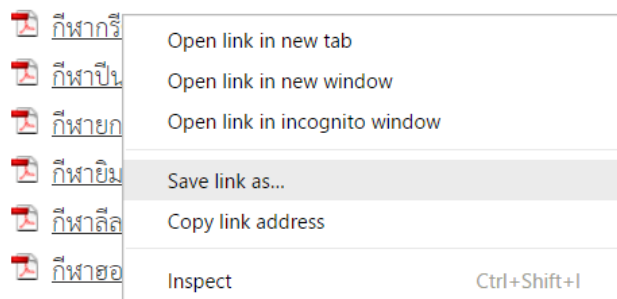 กีฬากรี
กีฬาปีน
กีฬายก
กีฬายิม
กีฬาลีล
กีฬาฮอ
Open link in new tab
Open link in new window
Open link in incognito window
Save link as...
Copy link address
Inspect Ctrl+Shift+I